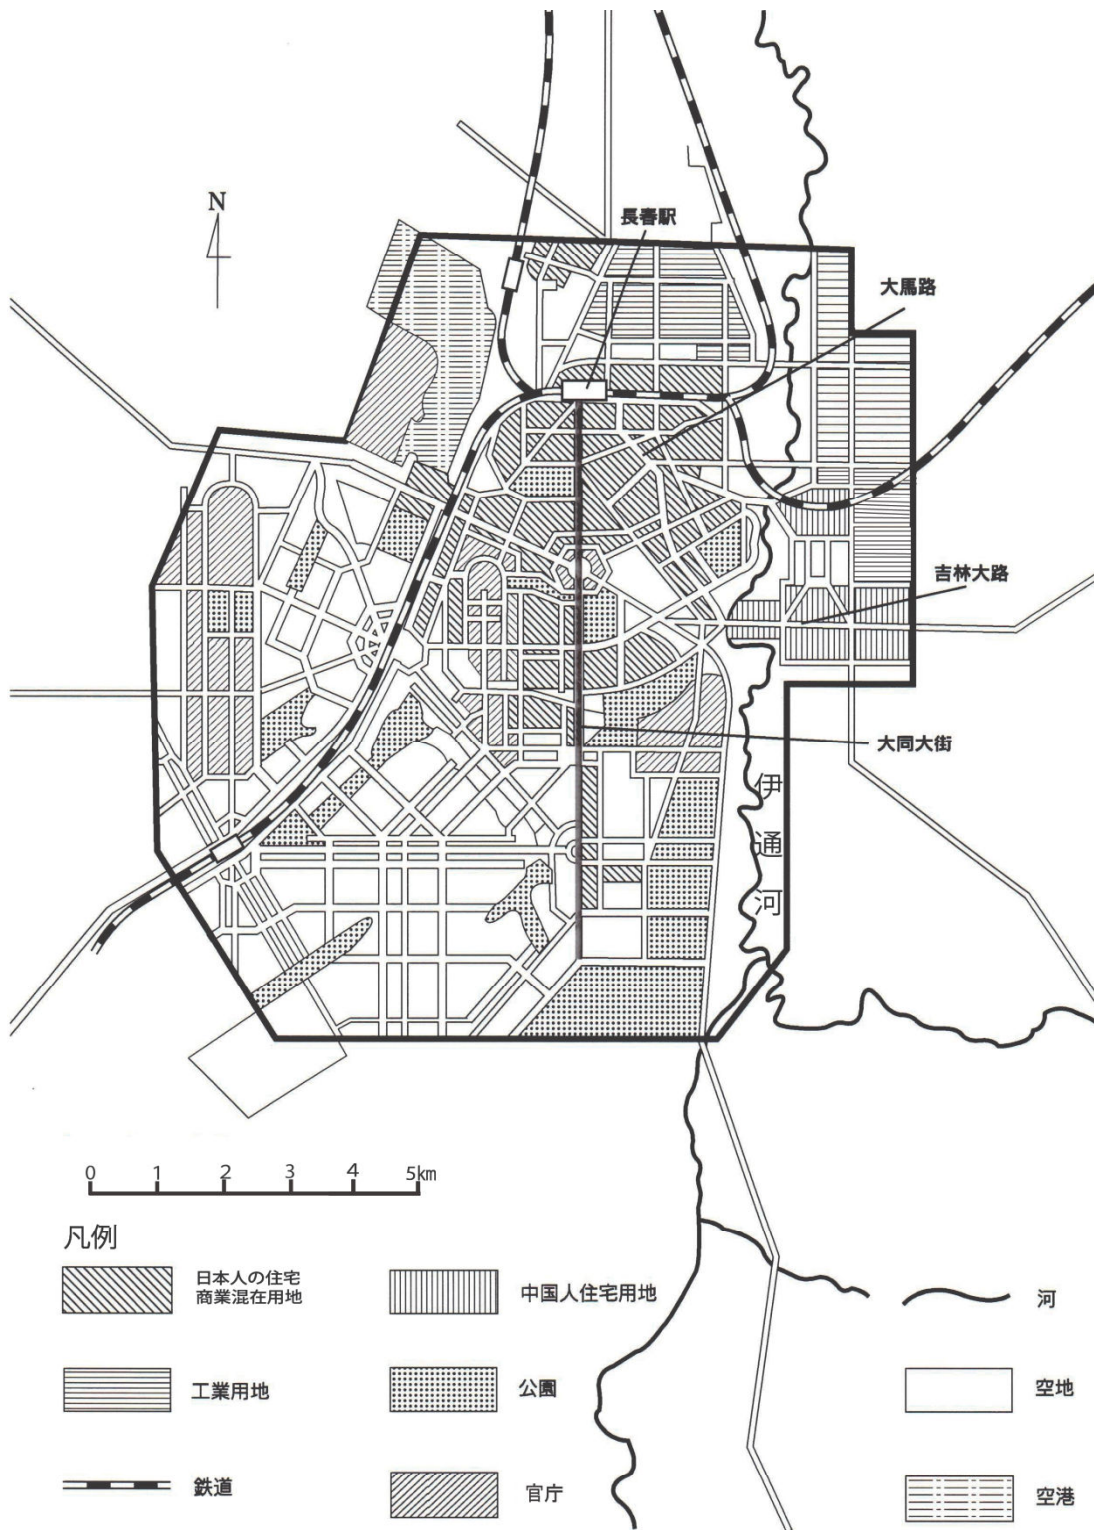 N
長春駅
大馬路
吉林大路
大同大街
伊通河
0 1 2 3 4 5km
凡例
日本人の住宅
商業混在用地
中国人住宅用地
河
工業用地
公園
空地
鉄道
官庁
空港